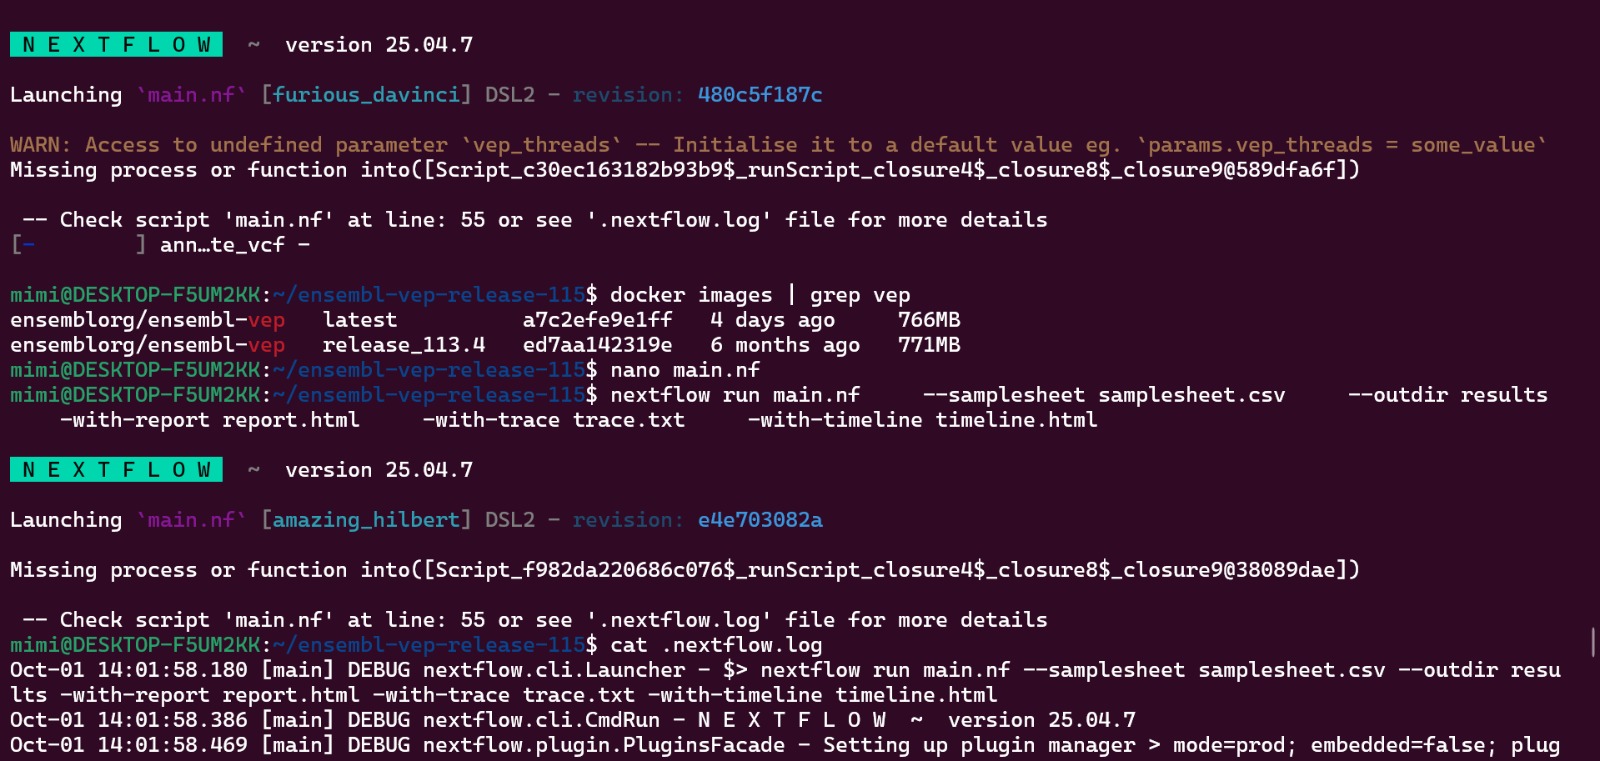 N E X T F L O W ~ version 25.04.7
Launching `main.nf` [furious_davinci] DSL2 - revision: 480c5f187c
WARN: Access to undefined parameter `vep_threads` -- Initialise it to a default value eg. `params.vep_threads = some_value`
Missing process or function into([Script_c30ec163182b93b9$_runScript_closure4$_closure8$_closure9@589dfa6f])
-- Check script 'main.nf' at line: 55 or see '.nextflow.log' file for more details
[- ] ann…te_vcf -
mimi@DESKTOP-F5UM2KK:~/ensembl-vep-release-115$ docker images | grep vep
ensemblorg/ensembl-vep latest a7c2efe9e1ff 4 days ago 766MB
ensemblorg/ensembl-vep release_113.4 ed7aa142319e 6 months ago 771MB
mimi@DESKTOP-F5UM2KK:~/ensembl-vep-release-115$ nano main.nf
mimi@DESKTOP-F5UM2KK:~/ensembl-vep-release-115$ nextflow run main.nf --samplesheet samplesheet.csv --outdir results
-with-report report.html -with-trace trace.txt -with-timeline timeline.html
N E X T F L O W ~ version 25.04.7
Launching `main.nf` [amazing_hilbert] DSL2 - revision: e4e703082a
Missing process or function into([Script_f982da220686c076$_runScript_closure4$_closure8$_closure9@38089dae])
-- Check script 'main.nf' at line: 55 or see '.nextflow.log' file for more details
mimi@DESKTOP-F5UM2KK:~/ensembl-vep-release-115$ cat .nextflow.log
Oct-01 14:01:58.180 [main] DEBUG nextflow.cli.Launcher - $> nextflow run main.nf --samplesheet samplesheet.csv --outdir resu
lts -with-report report.html -with-trace trace.txt -with-timeline timeline.html
Oct-01 14:01:58.386 [main] DEBUG nextflow.cli.CmdRun - N E X T F L O W ~ version 25.04.7
Oct-01 14:01:58.469 [main] DEBUG nextflow.plugin.PluginsFacade - Setting up plugin manager > mode=prod; embedded=false; plug